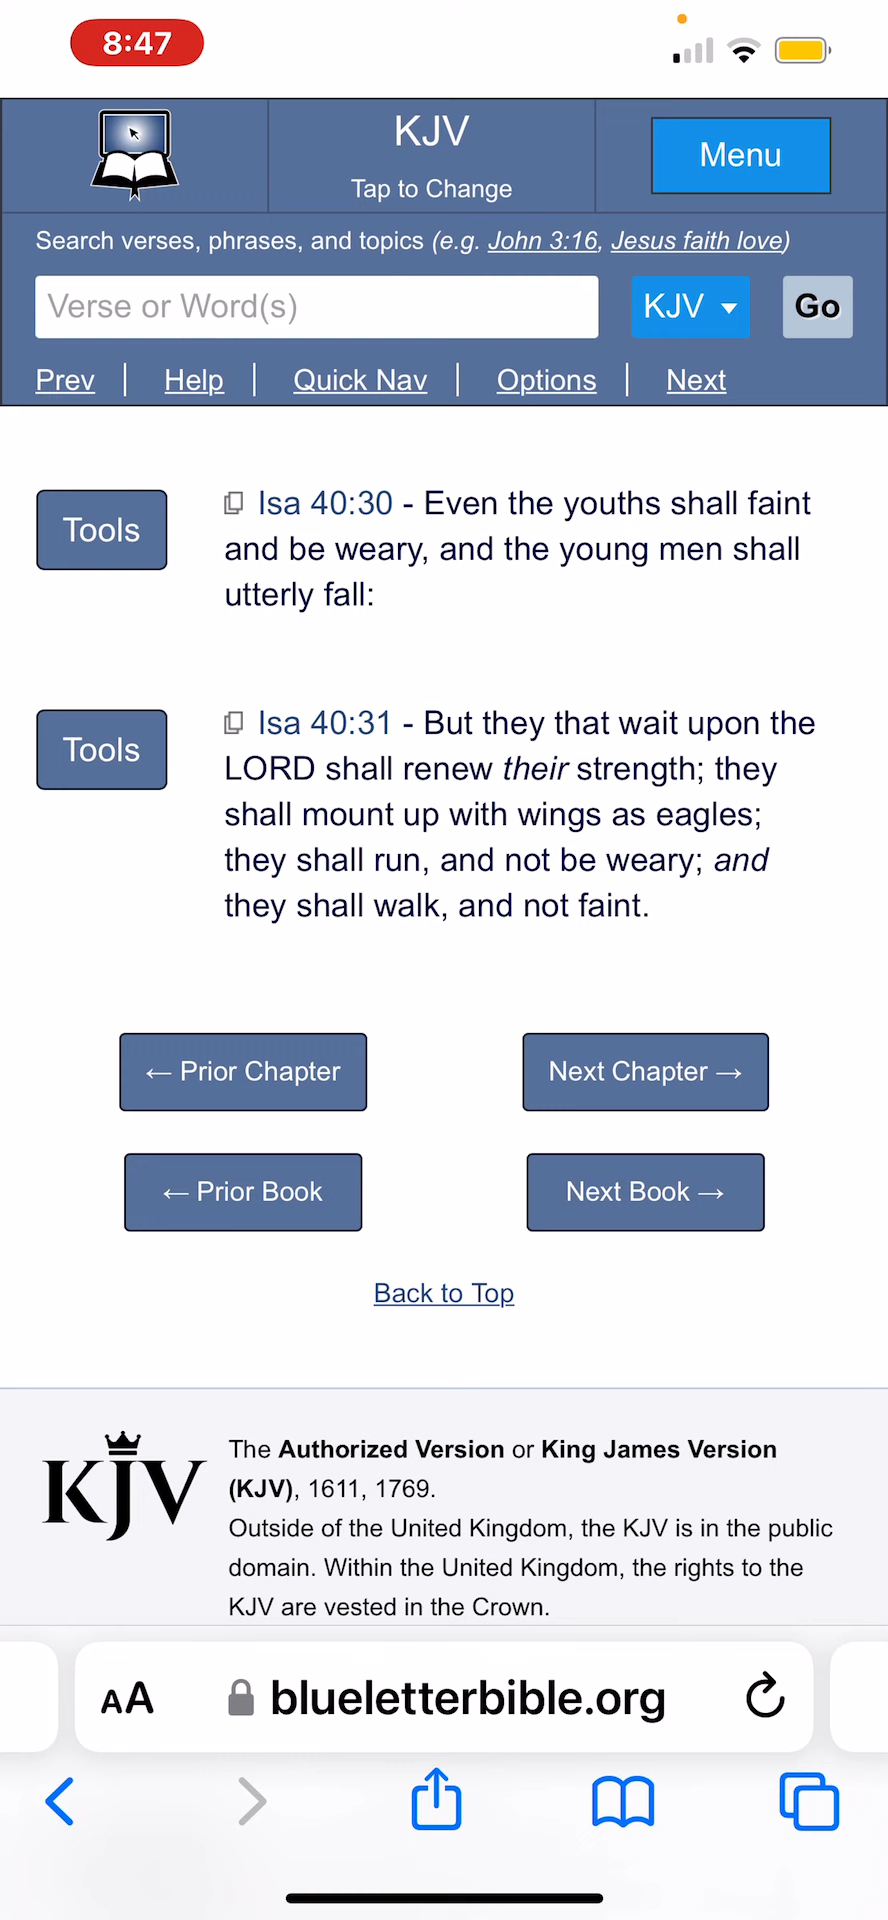 8:47
KJV
Tap to Change
Menu
Search verses, phrases, and topics (e.g. John 3:16, Jesus faith love)
Verse or Word(s)
KJV
Go
Prev | Help | Quick Nav | Options | Next
Tools
Isa 40:30 - Even the youths shall faint
and be weary, and the young men shall
utterly fall:
Tools
Isa 40:31 - But they that wait upon the
LORD shall renew their strength; they
shall mount up with wings as eagles;
they shall run, and not be weary; and
they shall walk, and not faint.
← Prior Chapter
Next Chapter →
← Prior Book
Next Book →
Back to Top
KJV
The Authorized Version or King James Version
(KJV), 1611, 1769.
Outside of the United Kingdom, the KJV is in the public
domain. Within the United Kingdom, the rights to the
KJV are vested in the Crown.
AA
blueletterbible.org